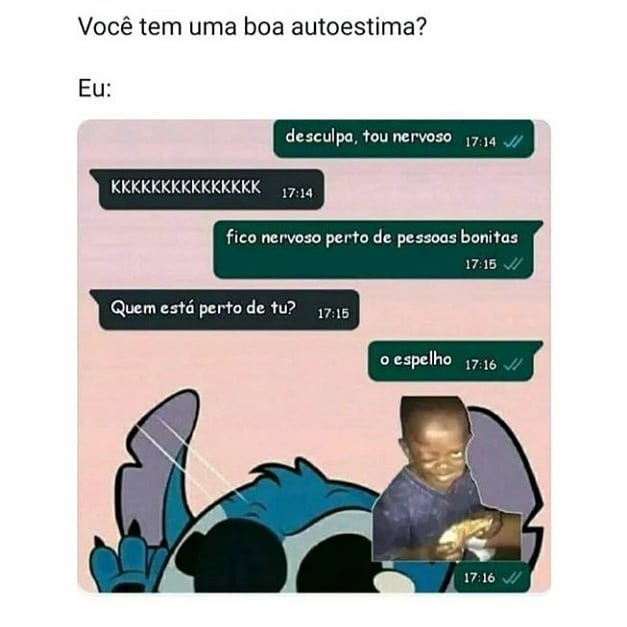 Você tem uma boa autoestima?
Eu:
desculpa, tou nervoso 17:14
KKKKKKKKKKKKKKK 17:14
fico nervoso perto de pessoas bonitas
17:15
Quem está perto de tu? 17:15
o espelho 17:16
17:16